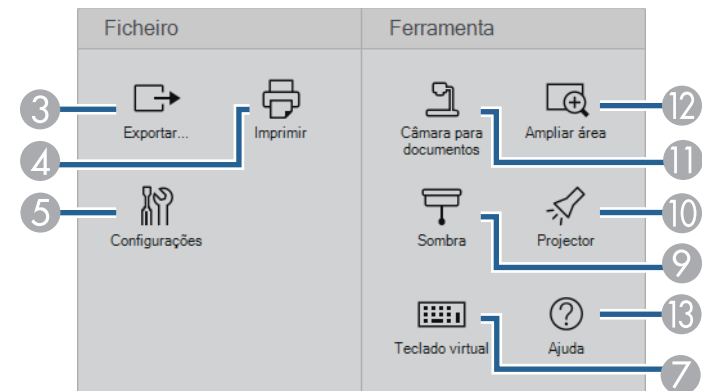 Ficheiro
Ferramenta
3
Exportar...
4
Imprimir
5
Configurações
Câmara para
documentos
11
Ampliar área
12
Sombra
9
Projector
10
Teclado virtual
7
Ajuda
13